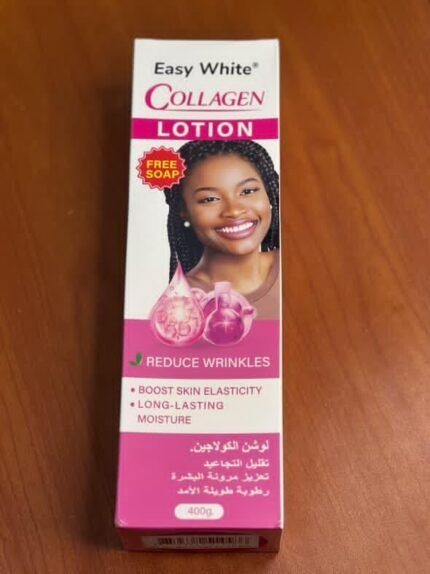 Easy White®
COLLAGEN
LOTION
FREE
SOAP
REDUCE WRINKLES
• BOOST SKIN ELASTICITY
• LONG-LASTING
MOISTURE
لوشن الكولاجين.
تقليل التجاعيد
تعزيز مرونة البشرة
رطوبة طويلة الأمد
400g.